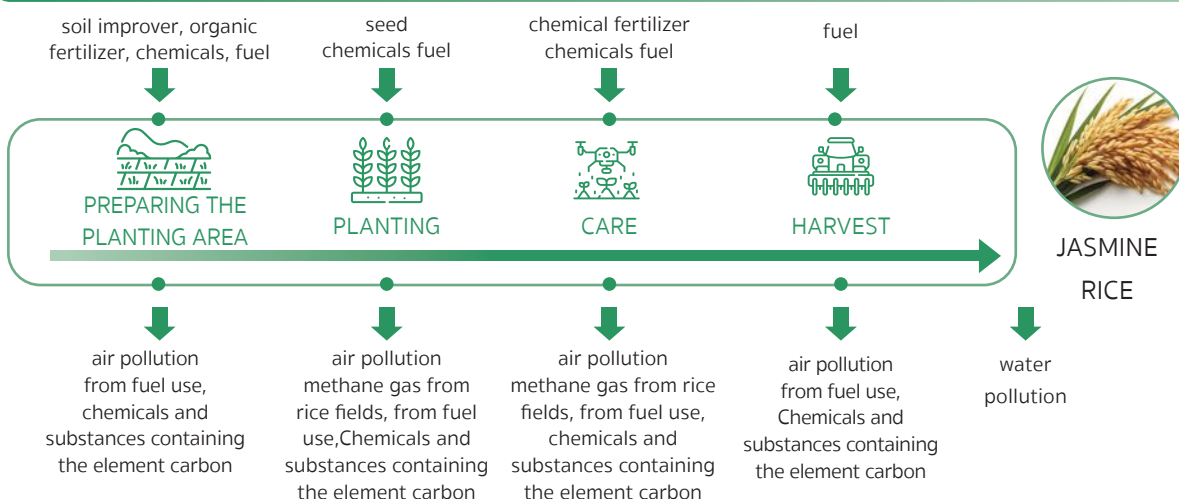 soil improver, organic
fertilizer, chemicals, fuel
seed
chemicals fuel
chemical fertilizer
chemicals fuel
fuel
PREPARING THE
PLANTING AREA
PLANTING
CARE
HARVEST
JASMINE
RICE
air pollution
from fuel use,
chemicals and
substances containing
the element carbon
air pollution
methane gas from
rice fields, from fuel
use,Chemicals and
substances containing
the element carbon
air pollution
methane gas from rice
fields, from fuel use,
chemicals and
substances containing
the element carbon
air pollution
from fuel use,
Chemicals and
substances containing
the element carbon
water
pollution